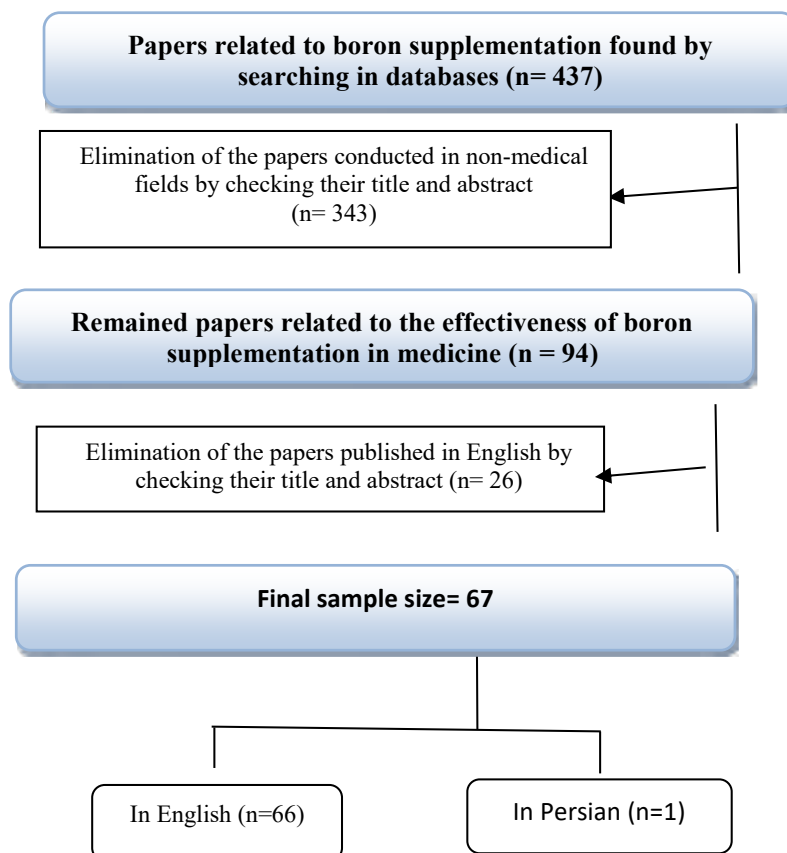 Papers related to boron supplementation found by
searching in databases (n= 437)
Elimination of the papers conducted in non-medical
fields by checking their title and abstract
(n= 343)
Remained papers related to the effectiveness of boron
supplementation in medicine (n = 94)
Elimination of the papers published in English by
checking their title and abstract (n= 26)
Final sample size= 67
In English (n=66)
In Persian (n=1)